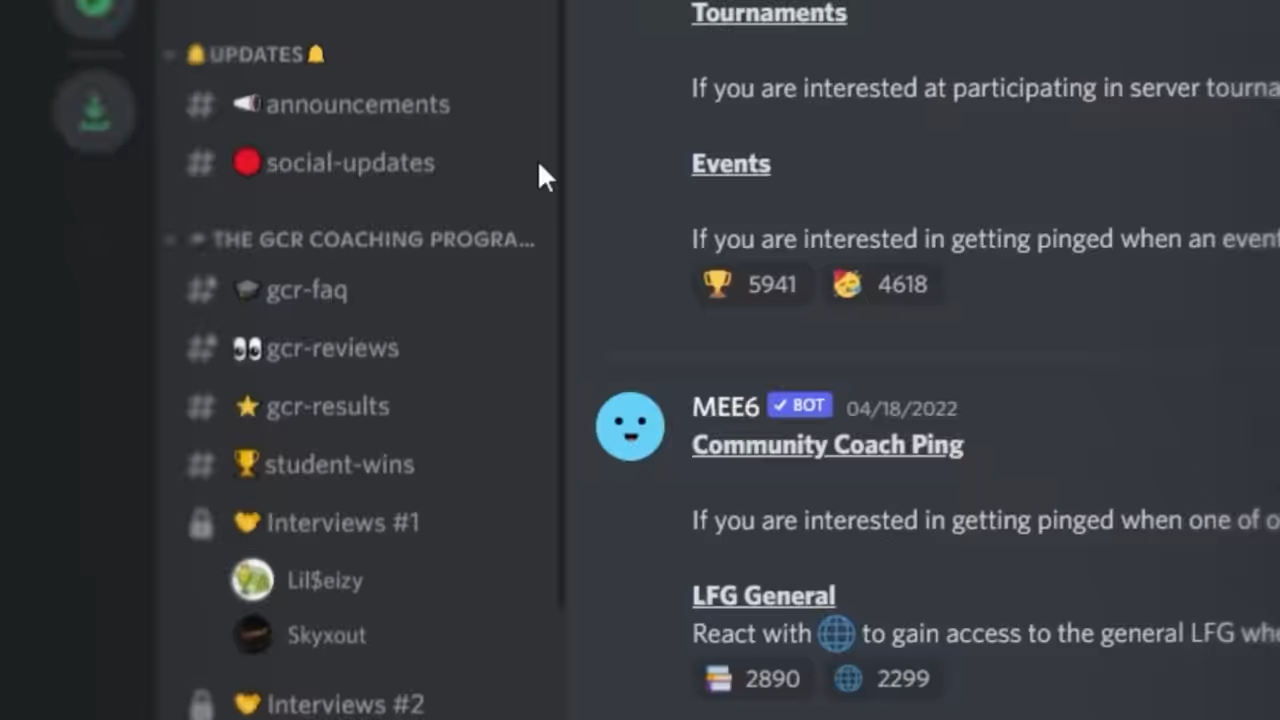 UPDATES
announcements
social-updates
THE GCR COACHING PROGRA...
gcr-faq
gcr-reviews
gcr-results
student-wins
Interviews #1
Lil$eizy
Skyxout
Interviews #2
Tournaments
If you are interested at participating in server tourna
Events
If you are interested in getting pinged when an event
5941 4618
MEE6 BOT 04/18/2022
Community Coach Ping
If you are interested in getting pinged when one of o
LFG General
React with to gain access to the general LFG whe
2890 2299